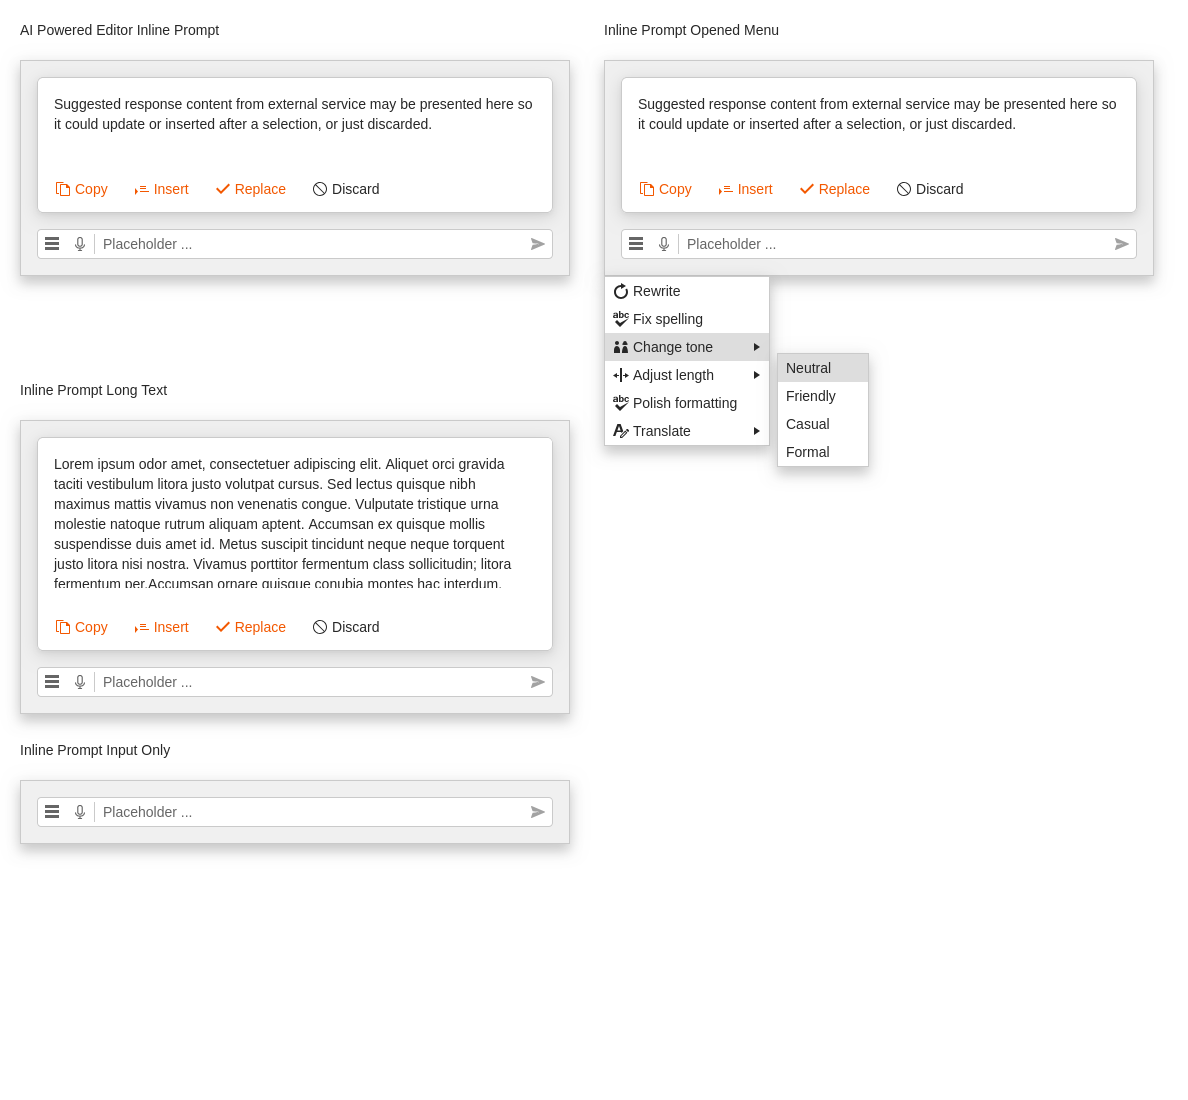 AI Powered Editor Inline Prompt
Suggested response content from external service may be presented here so
it could update or inserted after a selection, or just discarded.
Copy Insert Replace Discard
Placeholder ...
Inline Prompt Opened Menu
Suggested response content from external service may be presented here so
it could update or inserted after a selection, or just discarded.
Copy Insert Replace Discard
Placeholder ...
Rewrite
abc Fix spelling
Change tone
Adjust length
abc Polish formatting
A Translate
Neutral
Friendly
Casual
Formal
Inline Prompt Long Text
Lorem ipsum odor amet, consectetuer adipiscing elit. Aliquet orci gravida
taciti vestibulum litora justo volutpat cursus. Sed lectus quisque nibh
maximus mattis vivamus non venenatis congue. Vulputate tristique urna
molestie natoque rutrum aliquam aptent. Accumsan ex quisque mollis
suspendisse duis amet id. Metus suscipit tincidunt neque neque torquent
justo litora nisi nostra. Vivamus porttitor fermentum class sollicitudin; litora
fermentum per.Accumsan ornare quisque conubia montes hac interdum.
Copy Insert Replace Discard
Placeholder ...
Inline Prompt Input Only
Placeholder ...